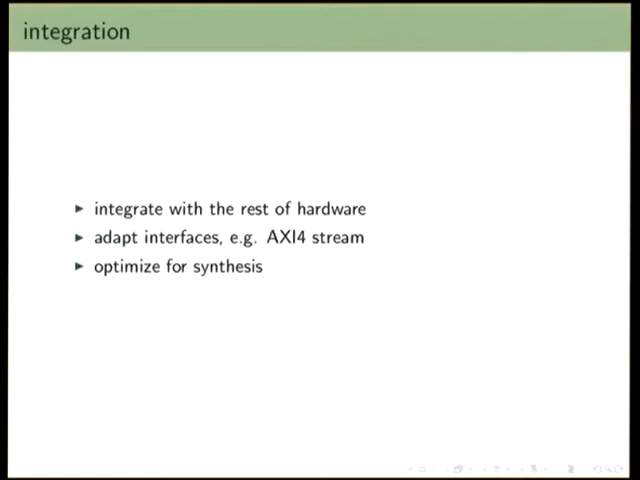 integration
integrate with the rest of hardware
adapt interfaces, e.g. AXI4 stream
optimize for synthesis